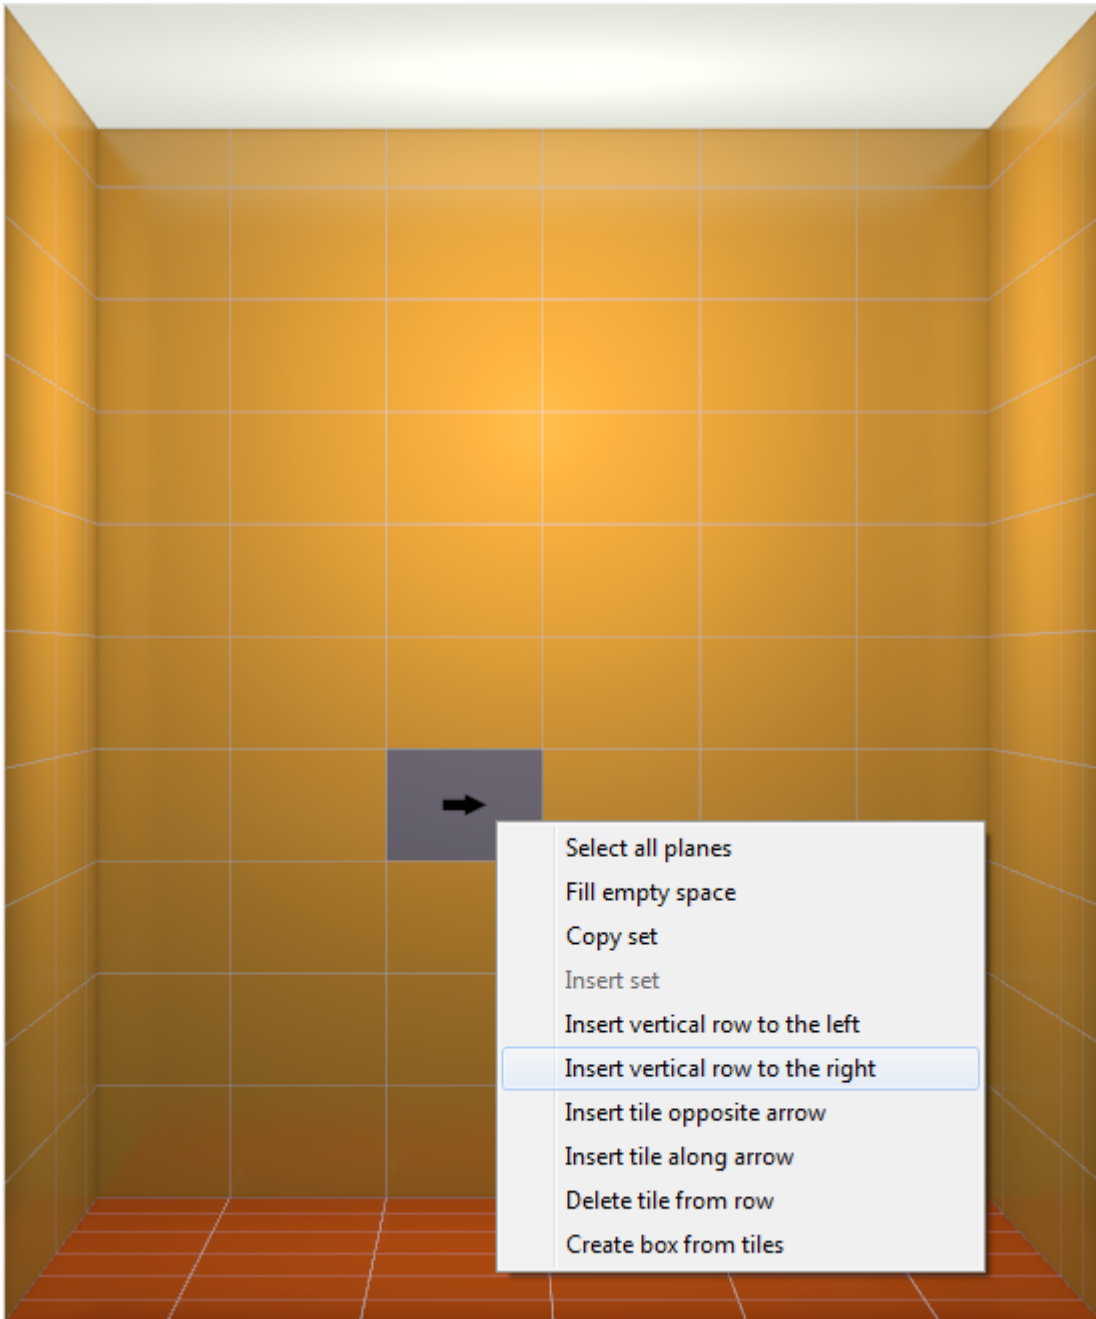 Select all planes
Fill empty space
Copy set
Insert set
Insert vertical row to the left
Insert vertical row to the right
Insert tile opposite arrow
Insert tile along arrow
Delete tile from row
Create box from tiles